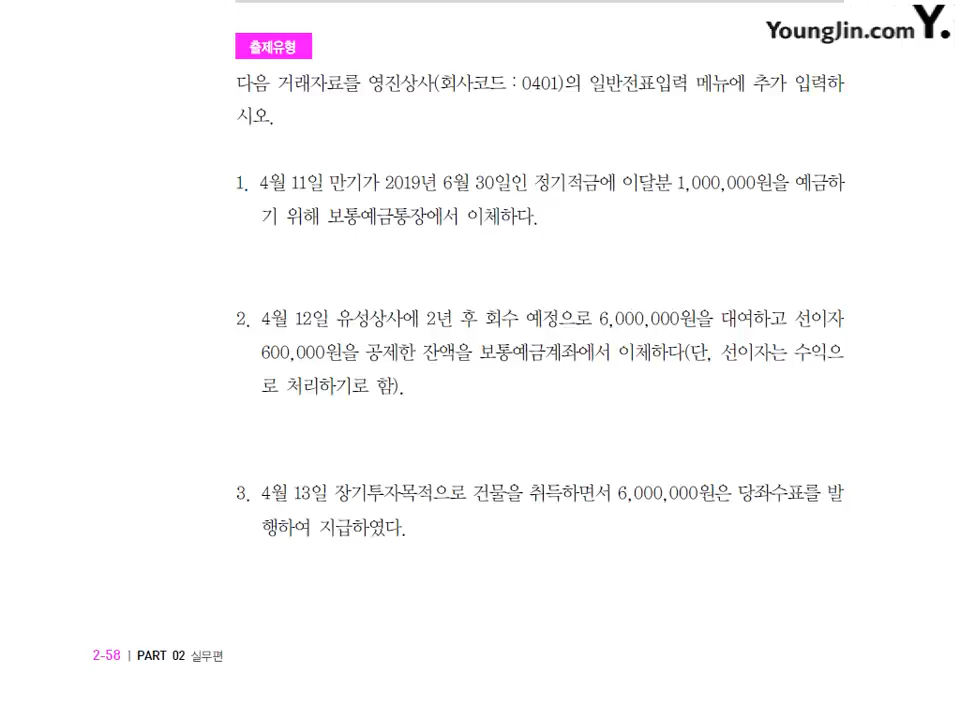 YoungJin.com Y.
출제유형
다음 거래자료를 영진상사(회사코드 : 0401)의 일반전표입력 메뉴에 추가 입력하
시오.
1. 4월 11일 만기가 2019년 6월 30일인 정기적금에 이달분 1,000,000원을 예금하
기 위해 보통예금통장에서 이체하다.
2. 4월 12일 유성상사에 2년 후 회수 예정으로 6,000,000원을 대여하고 선이자
600,000원을 공제한 잔액을 보통예금계좌에서 이체하다(단, 선이자는 수익으
로 처리하기로 함).
3. 4월 13일 장기투자목적으로 건물을 취득하면서 6,000,000원은 당좌수표를 발
행하여 지급하였다.
2-58 | PART 02 실무편